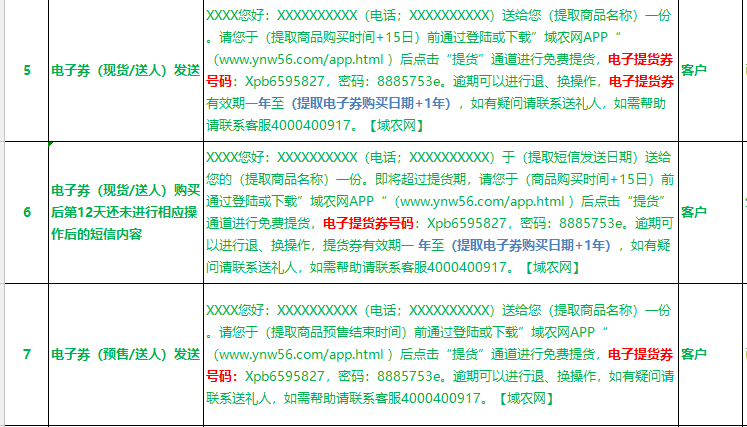 XXXX您好：XXXXXXXXXX（电话；XXXXXXXXXX）送给您（提取商品名称）一份
。请您于（提取商品购买时间+15日）前通过登陆或下载”域农网APP“
（www.ynw56.com/app.html ）后点击“提货”通道进行免费提货，电子提货券
5 电子券（现货/送人）发送 号码：Xpb6595827，密码：8885753e。逾期可以进行退、换操作，电子提货券 客户
有效期一年至（提取电子券购买日期+1年），如有疑问请联系送礼人，如需帮助
请联系客服4000400917。【域农网】
XXXX您好：XXXXXXXXXX（电话；XXXXXXXXXX）于（提取短信发送日期）送给
您的（提取商品名称）一份。即将超过提货期，请您于（商品购买时间+15日）前
电子券（现货/送人）购买 通过登陆或下载”域农网APP“（www.ynw56.com/app.html ）后点击“提货”
6 后第12天还未进行相应操 通道进行免费提货，电子提货券号码：Xpb6595827，密码：8885753e。逾期可 客户
作后的短信内容 以进行退、换操作，提货券有效期一 年至（提取电子券购买日期+1年），如有疑
问请联系送礼人，如需帮助请联系客服4000400917。【域农网】
XXXX您好：XXXXXXXXXX（电话；XXXXXXXXXX）送给您（提取商品名称）一份
。请您于（提取商品预售结束时间）前通过登陆或下载”域农网APP“
7 电子券（预售/送人）发送 （www.ynw56.com/app.html ）后点击“提货”通道进行免费提货，电子提货券 客户
号码：Xpb6595827，密码：8885753e。逾期可以进行退、换操作，如有疑问请
联系送礼人，如需帮助请联系客服4000400917。【域农网】